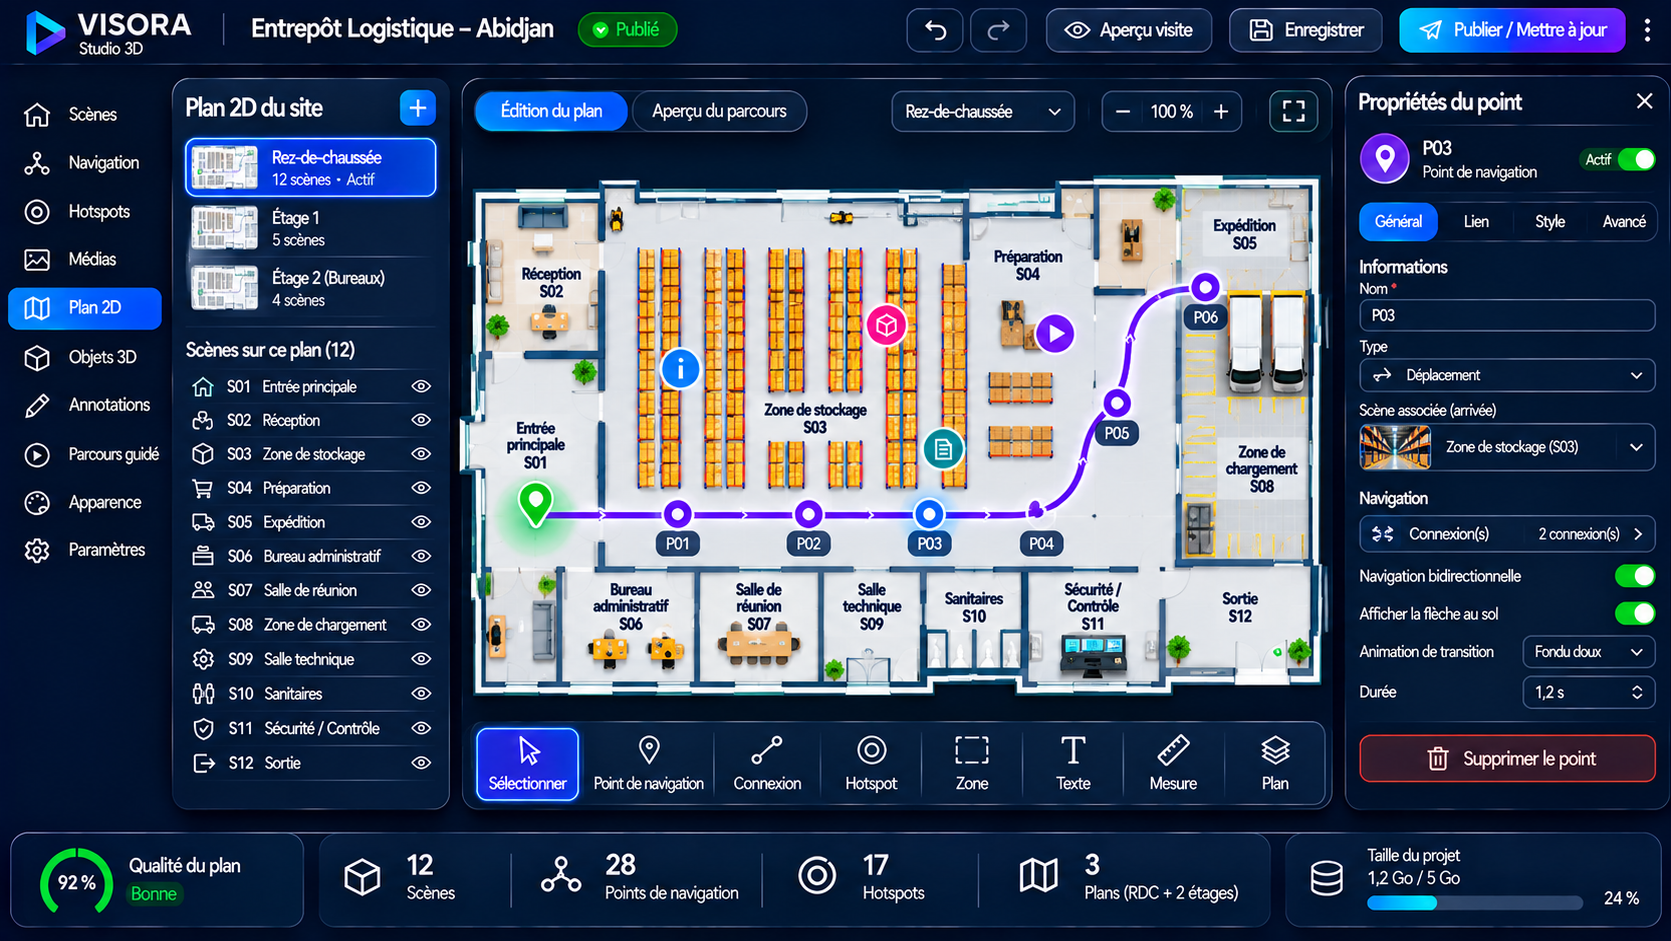 VISORA
Studio 3D
Entrepôt Logistique – Abidjan
Publié
Aperçu visite
Enregistrer
Publier / Mettre à jour
Scènes
Navigation
Hotspots
Médias
Plan 2D
Objets 3D
Annotations
Parcours guidé
Apparence
Paramètres
Plan 2D du site
+
Rez-de-chaussée
12 scènes • Actif
Étage 1
5 scènes
Étage 2 (Bureaux)
4 scènes
Scènes sur ce plan (12)
S01 Entrée principale
S02 Réception
S03 Zone de stockage
S04 Préparation
S05 Expédition
S06 Bureau administratif
S07 Salle de réunion
S08 Zone de chargement
S09 Salle technique
S10 Sanitaires
S11 Sécurité / Contrôle
S12 Sortie
Édition du plan
Aperçu du parcours
Rez-de-chaussée
− 100 % +
Réception
S02
Préparation
S04
Expédition
S05
P06
i
Zone de stockage
S03
P05
Entrée
principale
S01
Zone de
chargement
S08
P01
P02
P03
P04
Bureau
administratif
S06
Salle de
réunion
S07
Salle
technique
S09
Sanitaires
S10
Sécurité /
Contrôle
S11
Sortie
S12
Sélectionner
Point de navigation
Connexion
Hotspot
Zone
T
Texte
Mesure
Plan
Propriétés du point
P03
Point de navigation
Actif
Général
Lien
Style
Avancé
Informations
Nom *
P03
Type
Déplacement
Scène associée (arrivée)
Zone de stockage (S03)
Navigation
Connexion(s) 2 connexion(s)
Navigation bidirectionnelle
Afficher la flèche au sol
Animation de transition Fondu doux
Durée 1,2 s
Supprimer le point
92 %
Qualité du plan
Bonne
12
Scènes
28
Points de navigation
17
Hotspots
3
Plans (RDC + 2 étages)
Taille du projet
1,2 Go / 5 Go
24 %